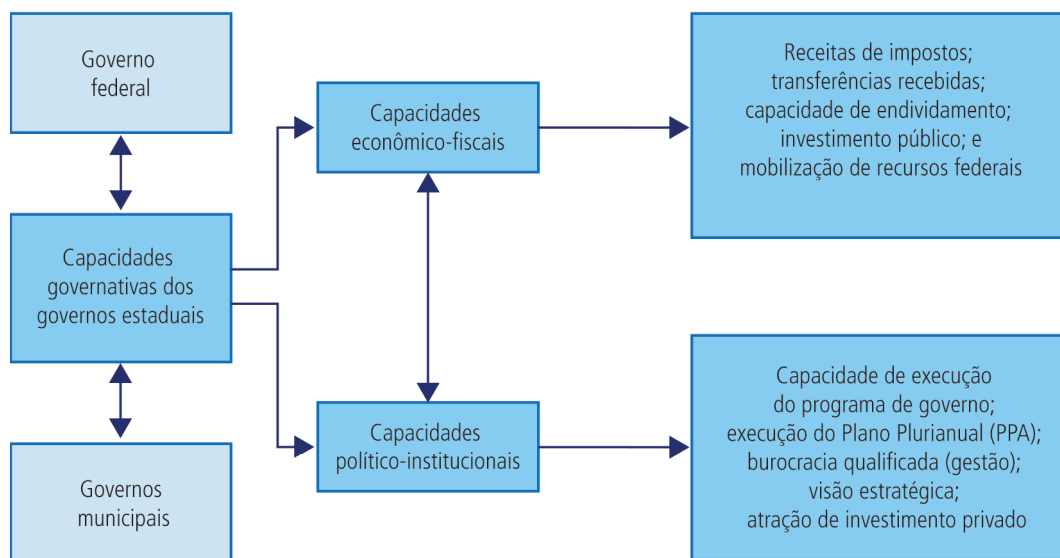 Governo
federal
Capacidades
governativas dos
governos estaduais
Governos
municipais
Capacidades
econômico-fiscais
Capacidades
político-institucionais
Receitas de impostos;
transferências recebidas;
capacidade de endividamento;
investimento público; e
mobilização de recursos federais
Capacidade de execução
do programa de governo;
execução do Plano Plurianual (PPA);
burocracia qualificada (gestão);
visão estratégica;
atração de investimento privado